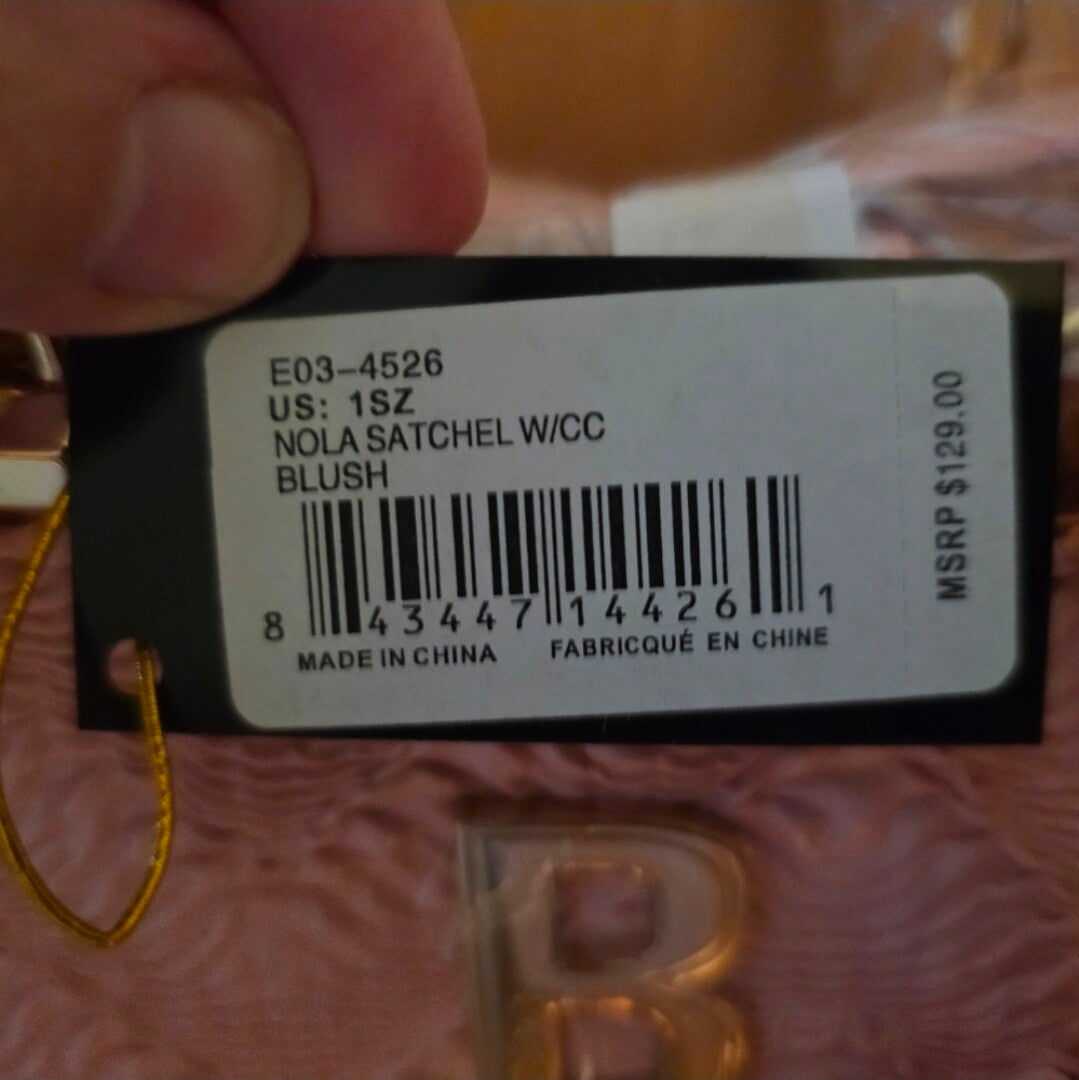 E03-4526
US: 1SZ
NOLA SATCHEL W/CC
BLUSH
8 43447 14426 1
MADE IN CHINA FABRICQUÉ EN CHINE
MSRP $129.00
B